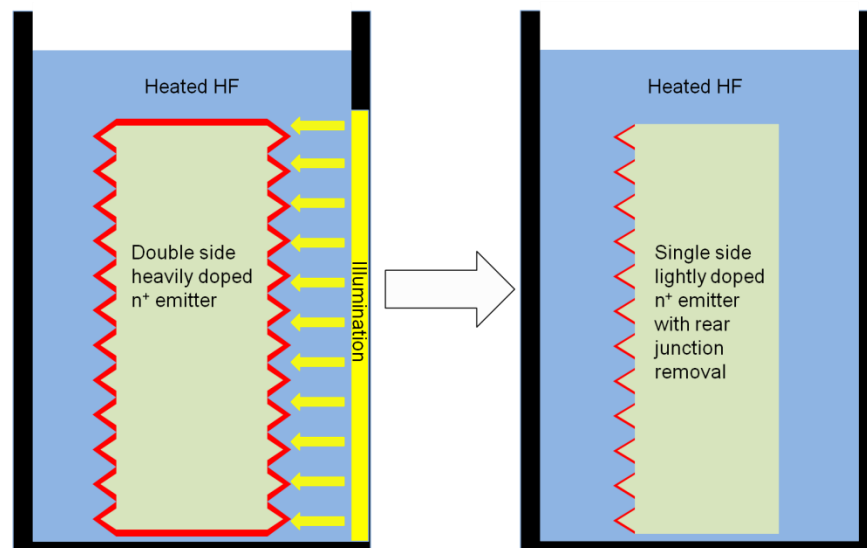 Heated HF
Double side
heavily doped
n⁺ emitter
Illumination
Heated HF
Single side
lightly doped
n⁺ emitter
with rear
junction
removal